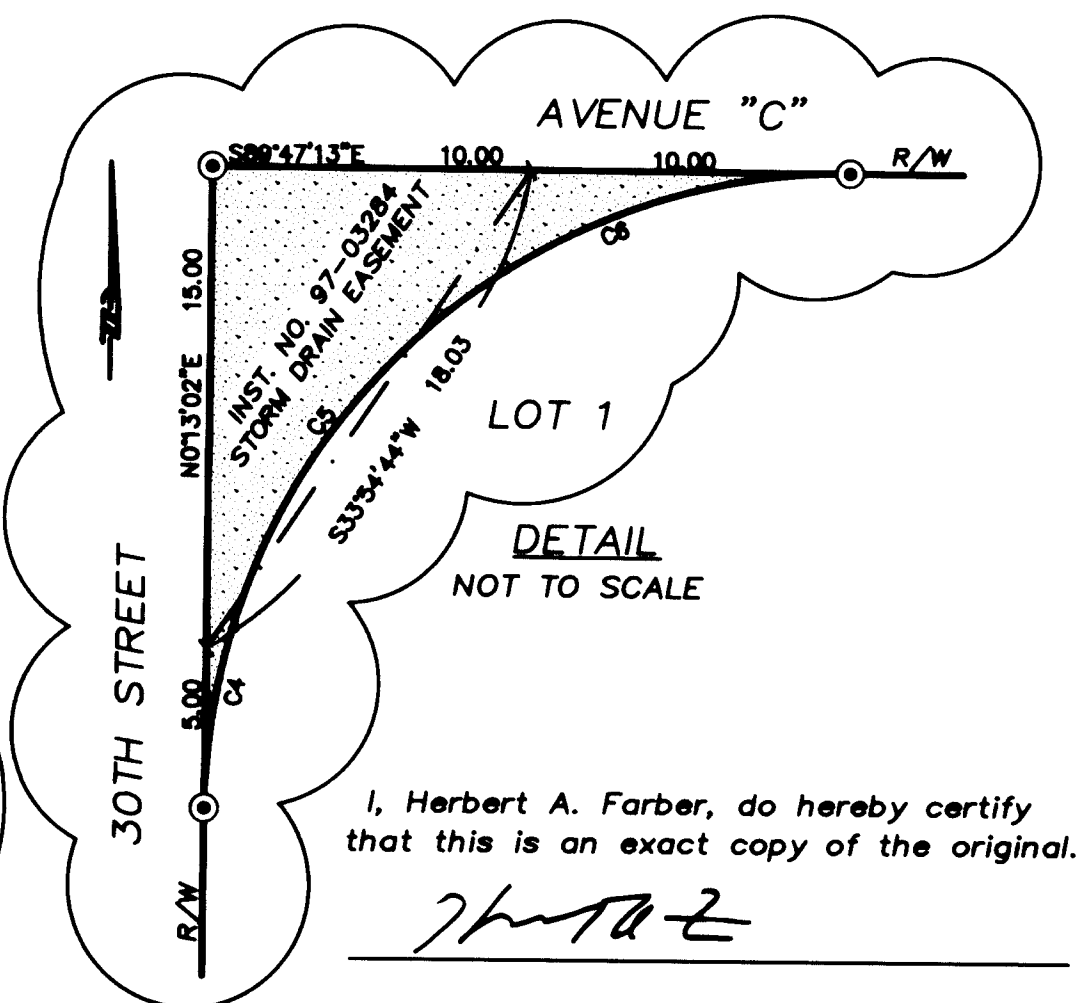 AVENUE "C"
S89°47'13"E 10.00 10.00 R/W
INST. NO. 97-03284
STORM DRAIN EASEMENT
N0°13'02"E 15.00
C6
C5
18.03
S33°54'44"W
LOT 1
DETAIL
NOT TO SCALE
30TH STREET
5.00
C4
R/W
I, Herbert A. Farber, do hereby certify
that this is an exact copy of the original.